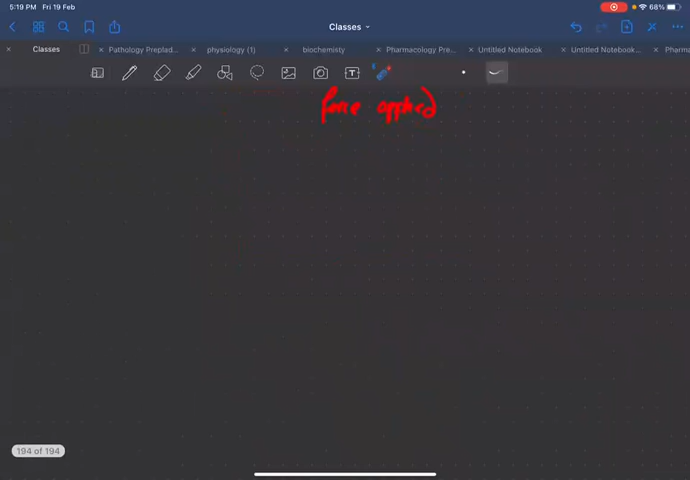 5:19 PM Fri 19 Feb 68%
Classes
Classes Pathology Preplad... physiology (1) biochemisty Pharmacology Pre... Untitled Notebook Untitled Notebook... Pharma
T
force applied
194 of 194